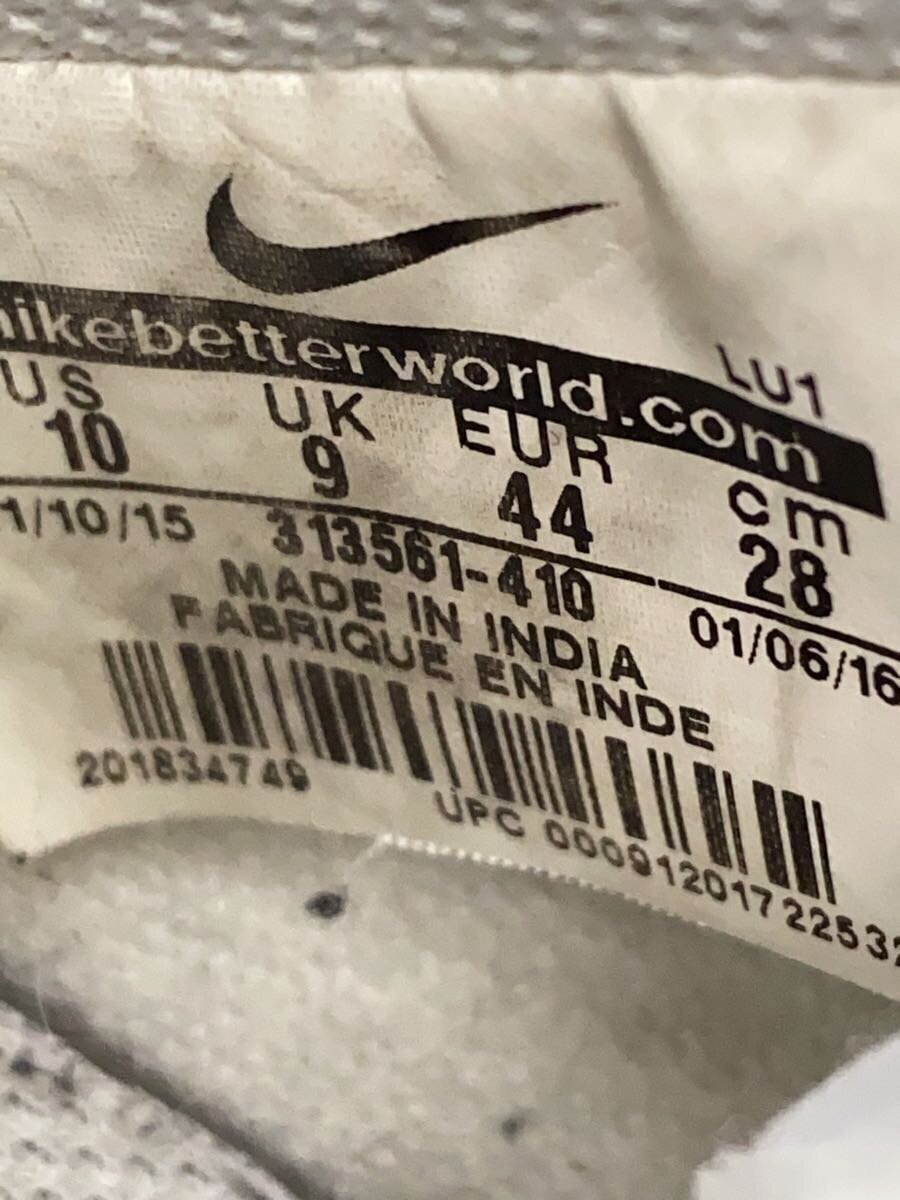 nikebetterworld.com
LU1
US UK EUR cm
10 9 44 28
1/10/15 313561-410 01/06/16
MADE IN INDIA
FABRIQUE EN INDE
201834749
UPC 00091201722532